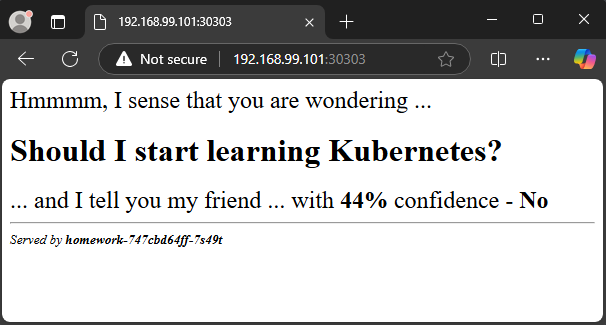 192.168.99.101:30303
Not secure
192.168.99.101:30303
Hmmmm, I sense that you are wondering ...
Should I start learning Kubernetes?
... and I tell you my friend ... with 44% confidence - No
Served by homework-747cbd64ff-7s49t